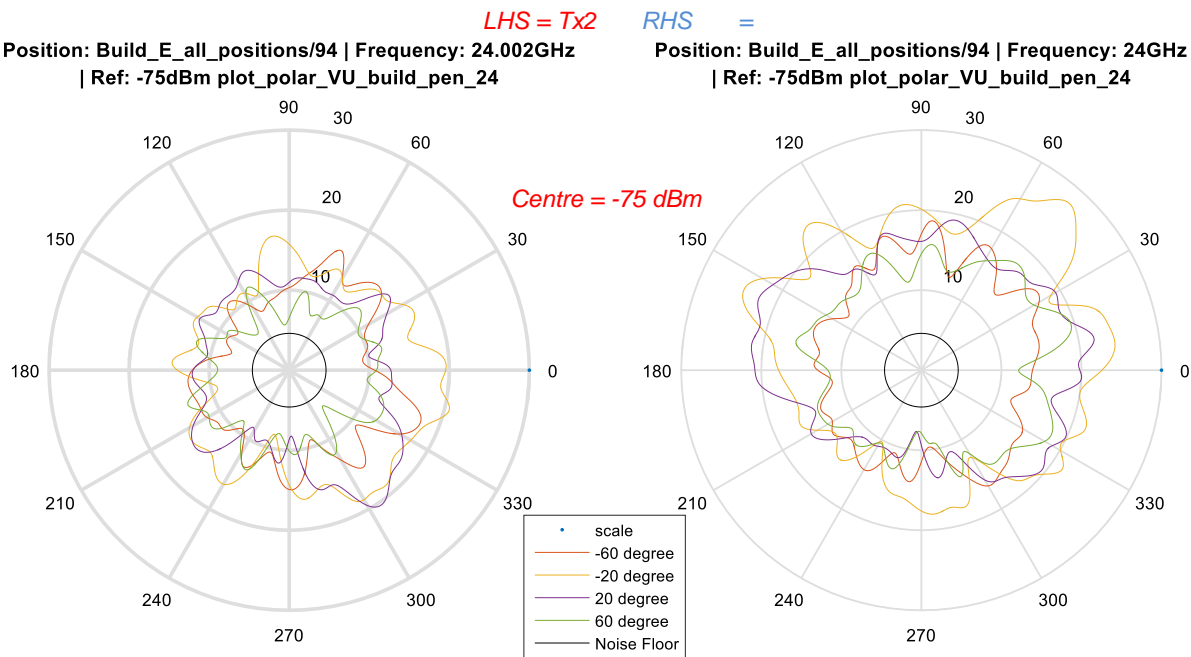 LHS = Tx2 RHS =
Position: Build_E_all_positions/94 | Frequency: 24.002GHz
| Ref: -75dBm plot_polar_VU_build_pen_24
Position: Build_E_all_positions/94 | Frequency: 24GHz
| Ref: -75dBm plot_polar_VU_build_pen_24
Centre = -75 dBm
90
30
120
60
20
150
30
10
180
0
210
330
240
300
270
90
30
120
60
20
150
30
10
180
0
210
330
240
300
270
scale
-60 degree
-20 degree
20 degree
60 degree
Noise Floor